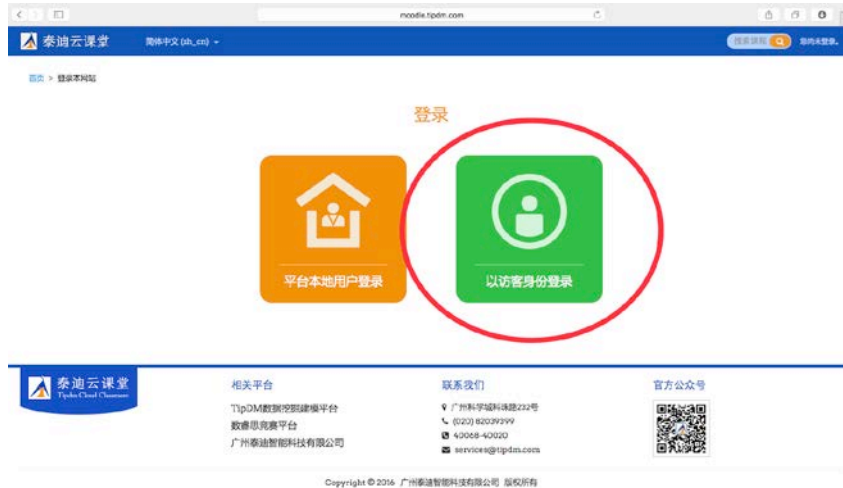 moodle.tipdm.com
泰迪云课堂
简体中文 (zh_cn)
搜索课程
您尚未登录。
首页 > 登录本网站
登录
平台本地用户登录
以访客身份登录
泰迪云课堂
Tipdm Cloud Classroom
相关平台
TipDM数据挖掘建模平台
数睿思竞赛平台
广州泰迪智能科技有限公司
联系我们
广州科学城科珠路232号
(020) 82039399
40068-40020
services@tipdm.com
官方公众号
Copyright © 2016 广州泰迪智能科技有限公司 版权所有